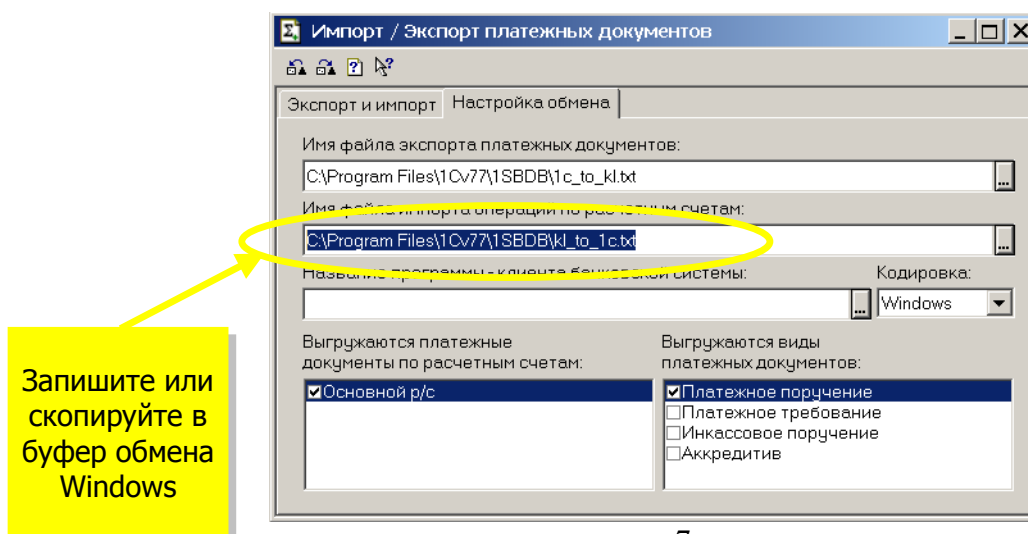 Импорт / Экспорт платежных документов
Экспорт и импорт Настройка обмена
Имя файла экспорта платежных документов:
C:\Program Files\1Cv77\1SBDB\1c_to_kl.txt
...
Имя файла импорта операций по расчетным счетам:
C:\Program Files\1Cv77\1SBDB\kl_to_1c.txt
...
Название программы - клиента банковской системы: Кодировка:
... Windows
Выгружаются платежные
документы по расчетным счетам:
Основной р/с
Выгружаются виды
платежных документов:
Платежное поручение
Платежное требование
Инкассовое поручение
Аккредитив
Запишите или
скопируйте в
буфер обмена
Windows